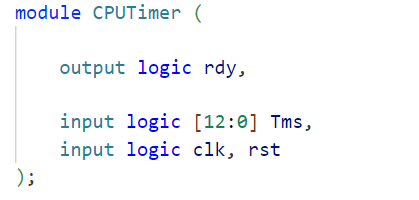 module CPUTimer (
output logic rdy,
input logic [12:0] Tms,
input logic clk, rst
);